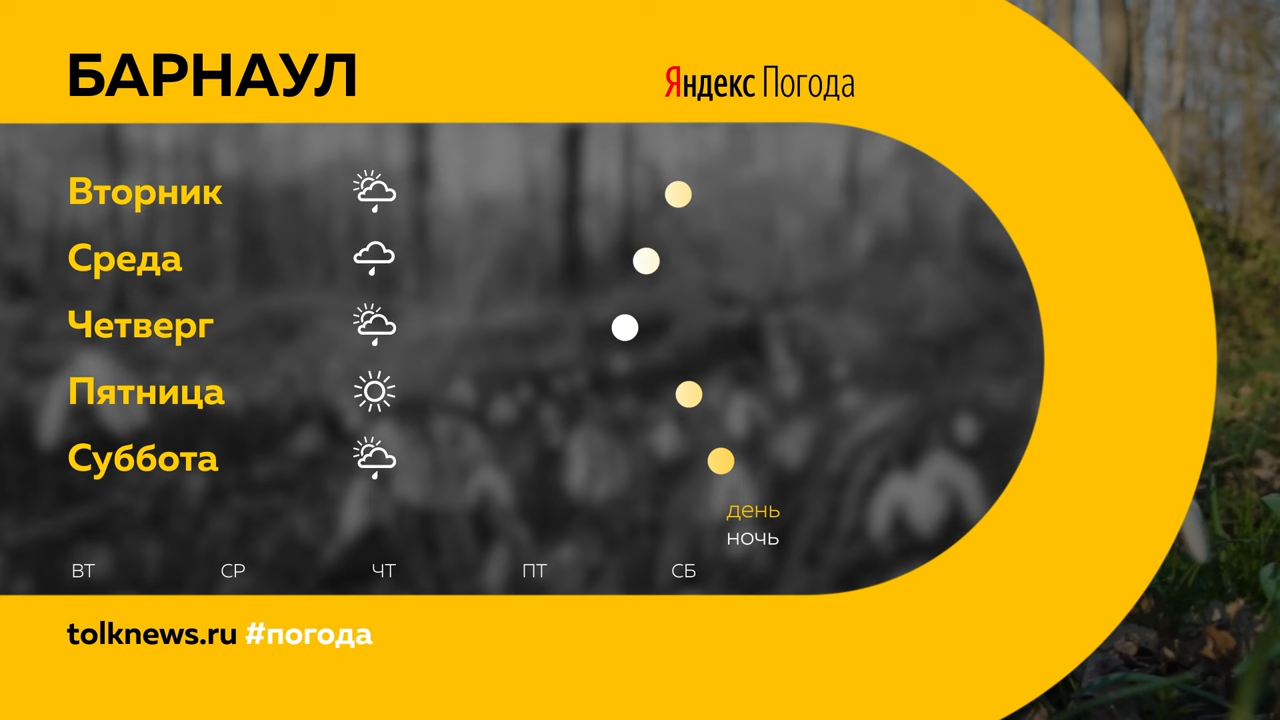 БАРНАУЛ
Яндекс Погода
Вторник
Среда
Четверг
Пятница
Суббота
день
ночь
ВТ СР ЧТ ПТ СБ
tolknews.ru #погода